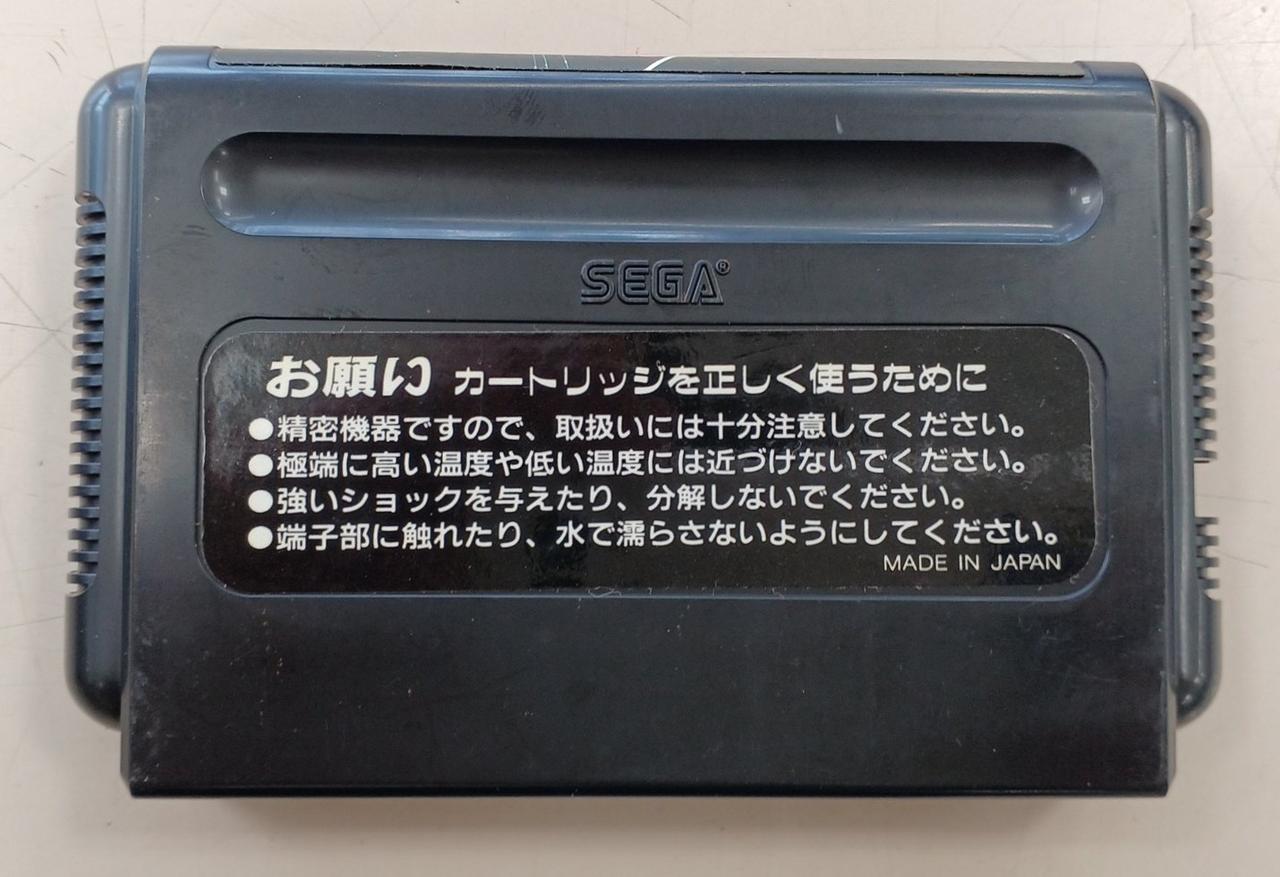 SEGA®
お願い カートリッジを正しく使うために
●精密機器ですので、取扱いには十分注意してください。
●極端に高い温度や低い温度には近づけないでください。
●強いショックを与えたり、分解しないでください。
●端子部に触れたり、水で濡らさないようにしてください。
MADE IN JAPAN